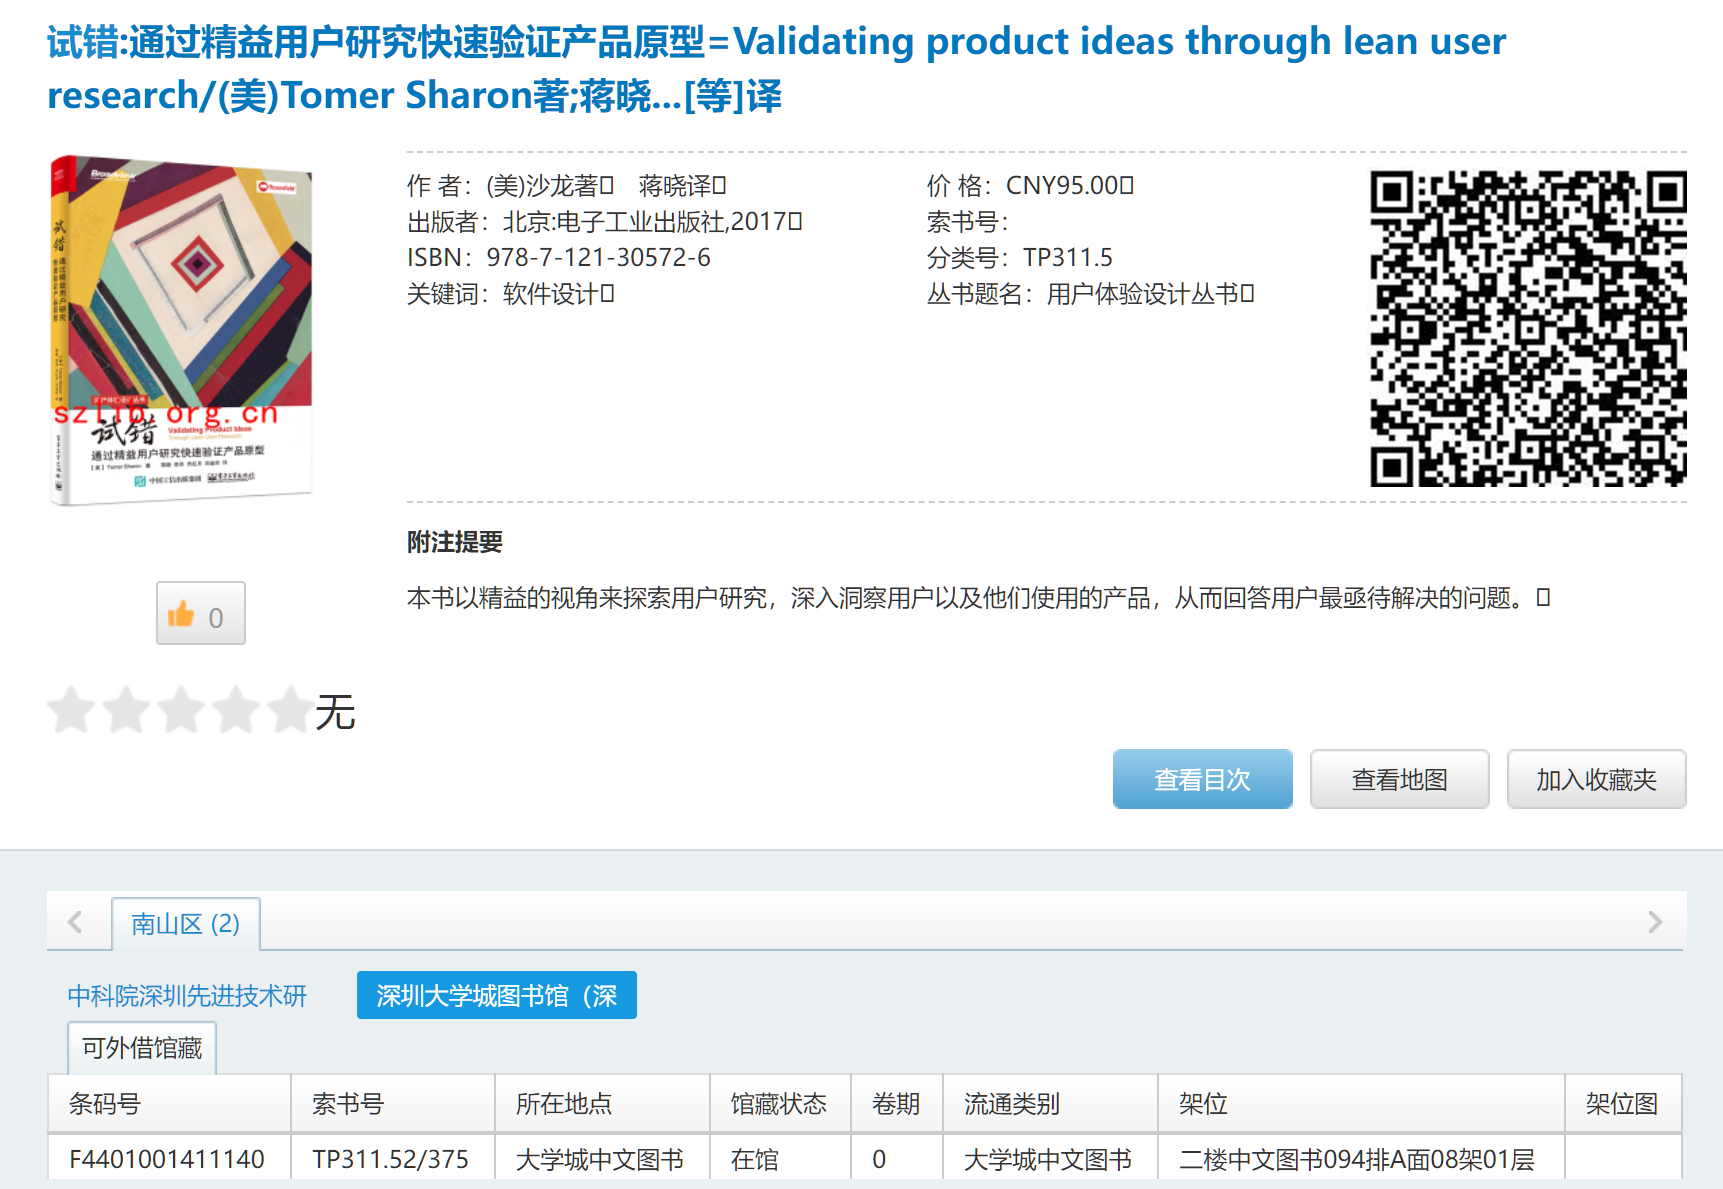 试错:通过精益用户研究快速验证产品原型=Validating product ideas through lean user
research/(美)Tomer Sharon著;蒋晓...[等]译
作 者：(美)沙龙著 蒋晓译
价 格：CNY95.00
出版者：北京:电子工业出版社,2017
索书号：
ISBN：978-7-121-30572-6
分类号：TP311.5
关键词：软件设计
丛书题名：用户体验设计丛书
Broadview
试错
szlib.org.cn
试错
Validating Product Ideas
Through Lean User Research
通过精益用户研究快速验证产品原型
附注提要
本书以精益的视角来探索用户研究，深入洞察用户以及他们使用的产品，从而回答用户最亟待解决的问题。
0
无
查看目次
查看地图
加入收藏夹
南山区 (2)
中科院深圳先进技术研
深圳大学城图书馆（深
可外借馆藏
条码号 索书号 所在地点 馆藏状态 卷期 流通类别 架位 架位图
F4401001411140 TP311.52/375 大学城中文图书 在馆 0 大学城中文图书 二楼中文图书094排A面08架01层